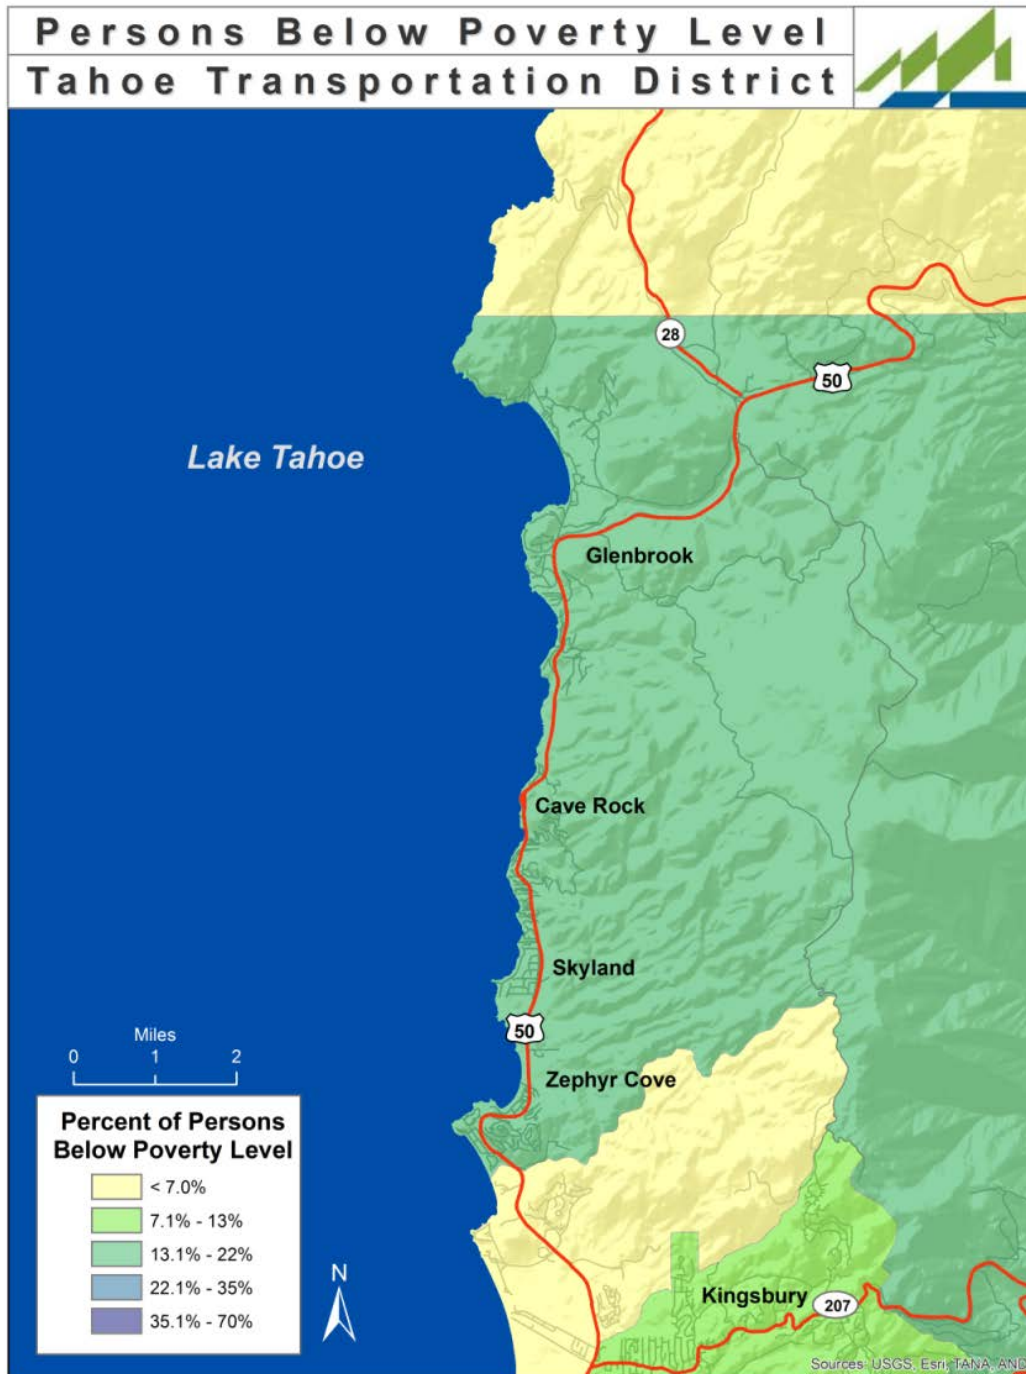 Persons Below Poverty Level
Tahoe Transportation District
28
50
Lake Tahoe
Glenbrook
Cave Rock
Skyland
50
Zephyr Cove
Miles
0 1 2
Percent of Persons
Below Poverty Level
< 7.0%
7.1% - 13%
13.1% - 22%
22.1% - 35%
35.1% - 70%
N
Kingsbury
207
Sources: USGS, Esri, TANA, AND